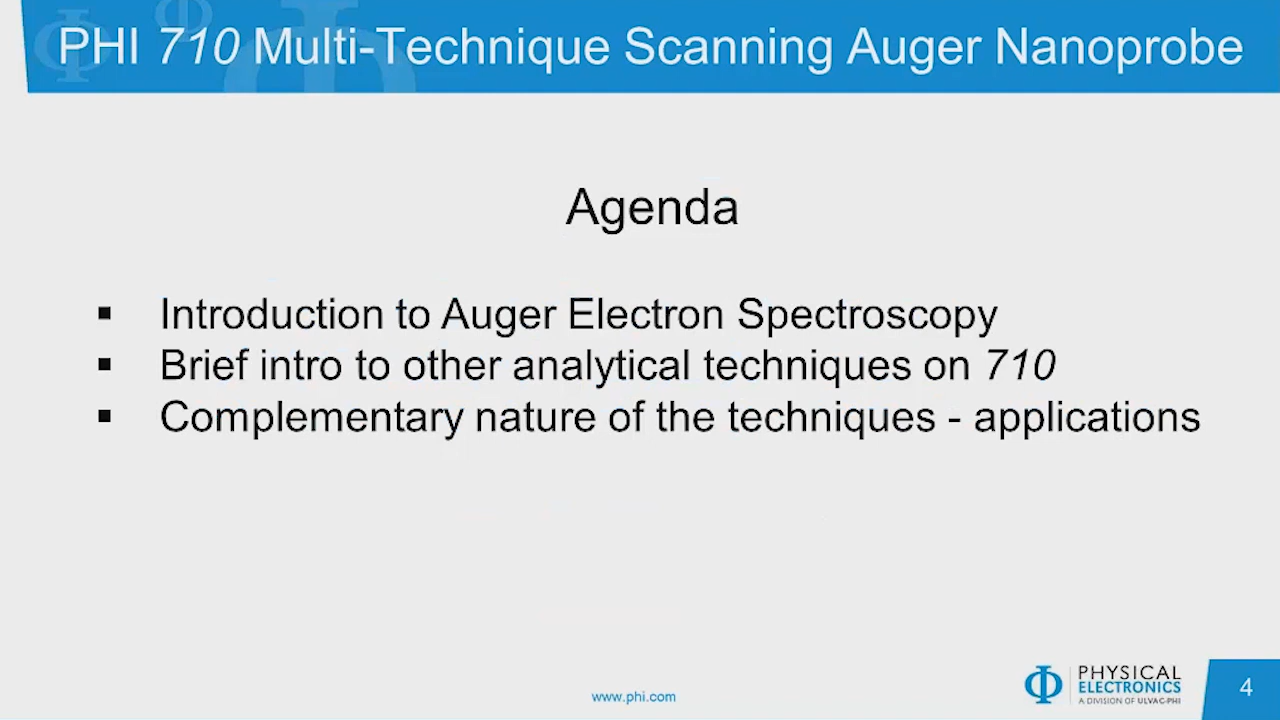 PHI 710 Multi-Technique Scanning Auger Nanoprobe
Agenda
▪ Introduction to Auger Electron Spectroscopy
▪ Brief intro to other analytical techniques on 710
▪ Complementary nature of the techniques - applications
www.phi.com
PHYSICAL
ELECTRONICS
A DIVISION OF ULVAC-PHI
4